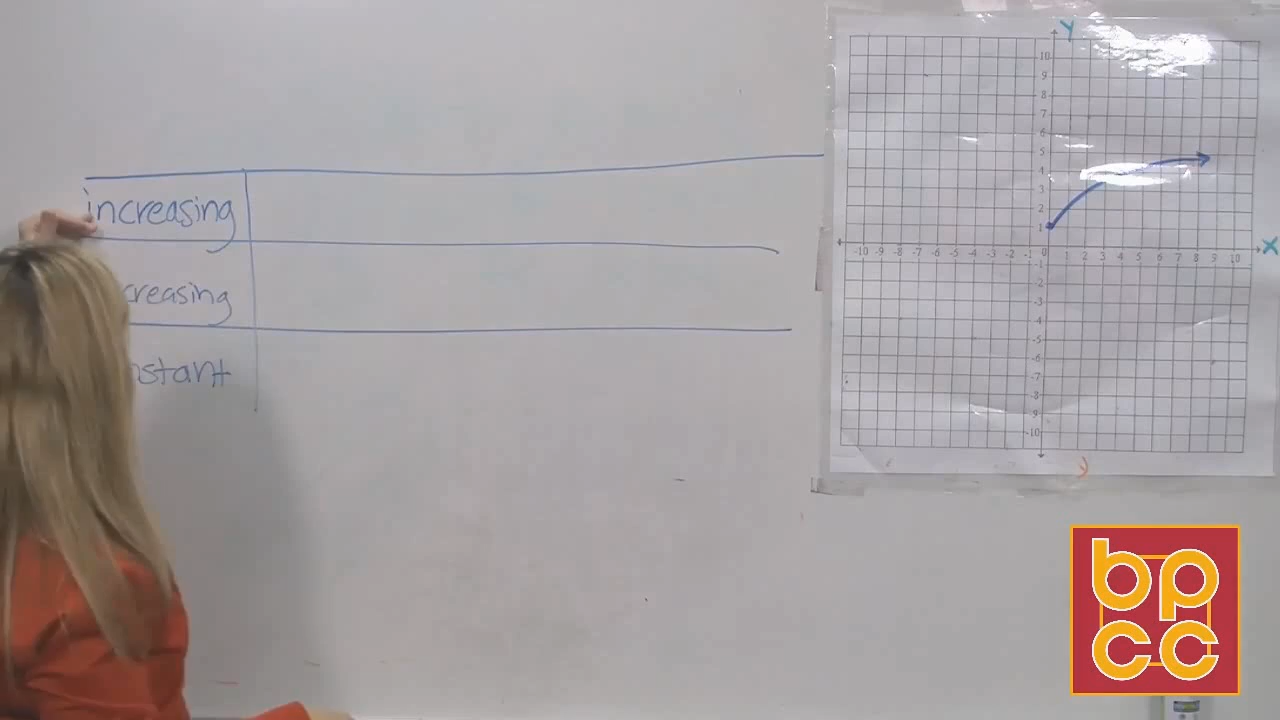 increasing
creasing
nstant
Y
10
9
8
7
6
5
4
3
2
1
-10 -9 -8 -7 -6 -5 -4 -3 -2 -1 0 1 2 3 4 5 6 7 8 9 10 X
-1
-2
-3
-4
-5
-6
-7
-8
-9
-10
bp
cc